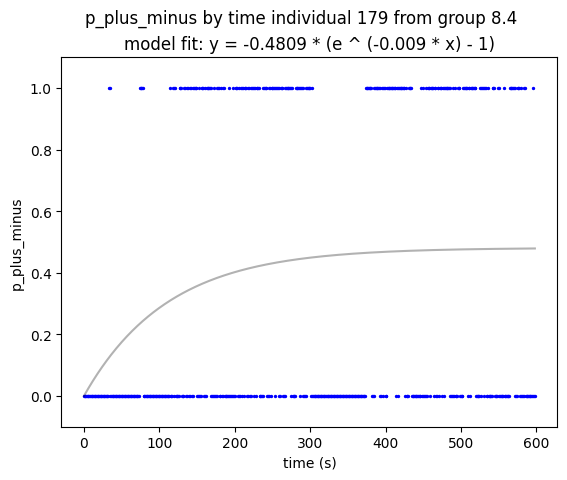 p_plus_minus by time individual 179 from group 8.4
model fit: y = -0.4809 * (e ^ (-0.009 * x) - 1)
p_plus_minus
1.0
0.8
0.6
0.4
0.2
0.0
0 100 200 300 400 500 600
time (s)